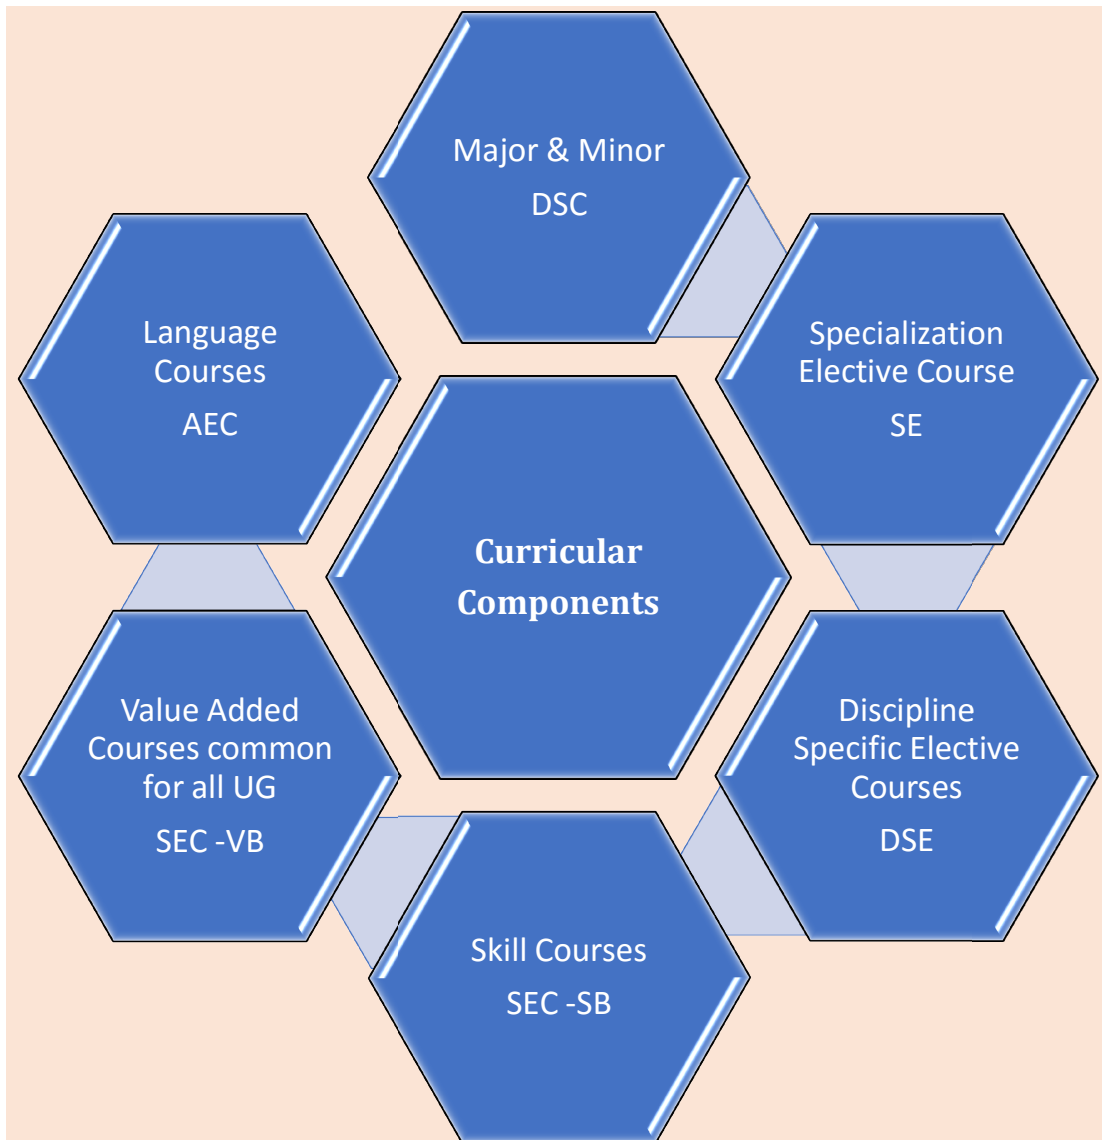 Major & Minor
DSC
Specialization
Elective Course
SE
Discipline
Specific Elective
Courses
DSE
Skill Courses
SEC -SB
Value Added
Courses common
for all UG
SEC -VB
Language
Courses
AEC
Curricular
Components